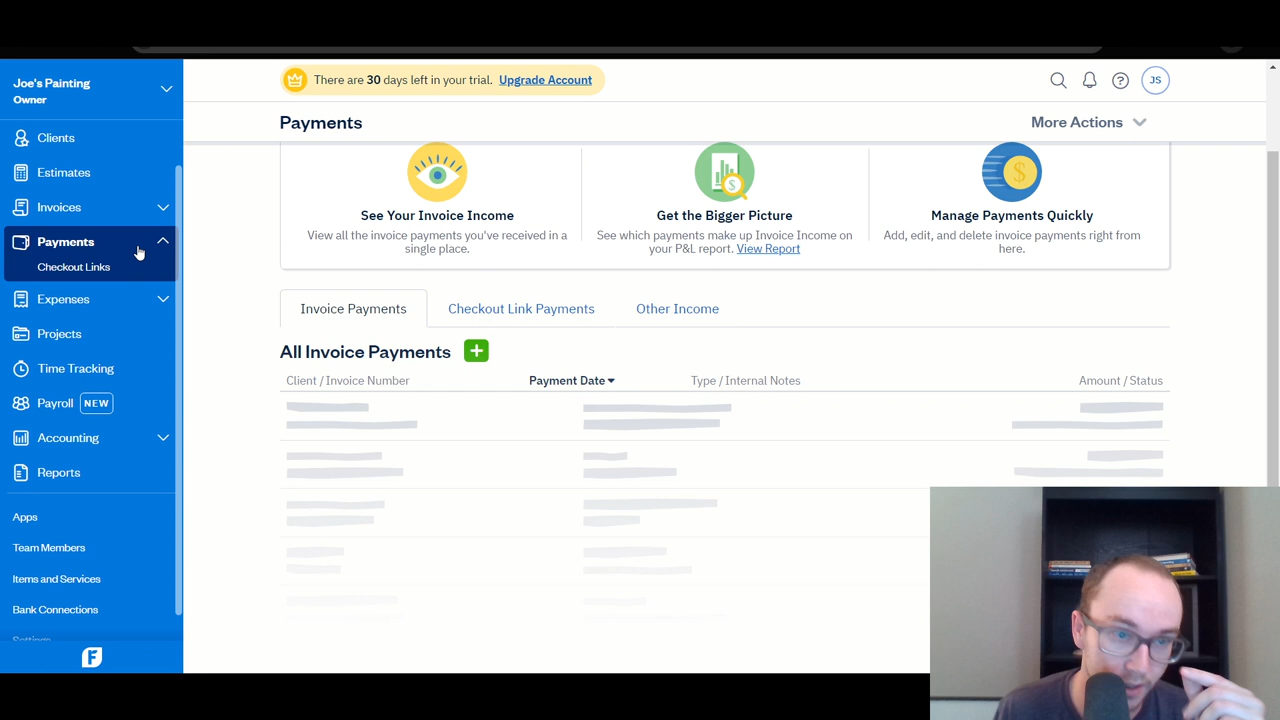 Joe's Painting
Owner
Clients
Estimates
Invoices
Payments
Checkout Links
Expenses
Projects
Time Tracking
Payroll NEW
Accounting
Reports
Apps
Team Members
Items and Services
Bank Connections
Settings
F
There are 30 days left in your trial. Upgrade Account
JS
Payments
More Actions
See Your Invoice Income
View all the invoice payments you've received in a
single place.
Get the Bigger Picture
See which payments make up Invoice Income on
your P&L report. View Report
Manage Payments Quickly
Add, edit, and delete invoice payments right from
here.
Invoice Payments
Checkout Link Payments
Other Income
All Invoice Payments
Client / Invoice Number
Payment Date
Type / Internal Notes
Amount / Status